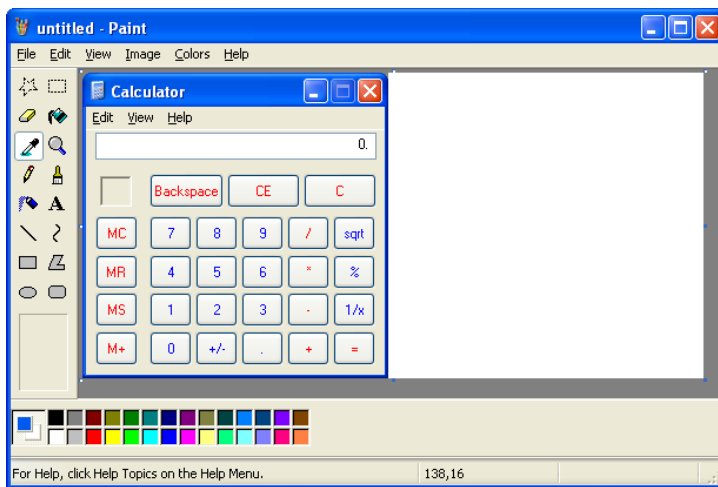 untitled - Paint
File Edit View Image Colors Help
Calculator
Edit View Help
0.
Backspace CE C
MC 7 8 9 / sqrt
MR 4 5 6 * %
MS 1 2 3 - 1/x
M+ 0 +/- . + =
A
For Help, click Help Topics on the Help Menu. 138,16